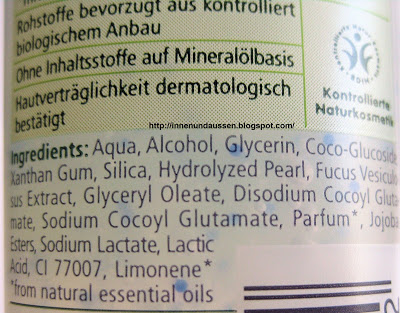 Rohstoffe bevorzugt aus kontrolliert
biologischem Anbau
Ohne Inhaltsstoffe auf Mineralölbasis
Hautverträglichkeit dermatologisch
bestätigt
Kontrollierte
Naturkosmetik
http://innenundaussen.blogspot.com/
Ingredients: Aqua, Alcohol, Glycerin, Coco-Glucoside
Xanthan Gum, Silica, Hydrolyzed Pearl, Fucus Vesiculo-
sus Extract, Glyceryl Oleate, Disodium Cocoyl Gluta-
mate, Sodium Cocoyl Glutamate, Parfum*, Jojoba
Esters, Sodium Lactate, Lactic
Acid, CI 77007, Limonene*
*from natural essential oils